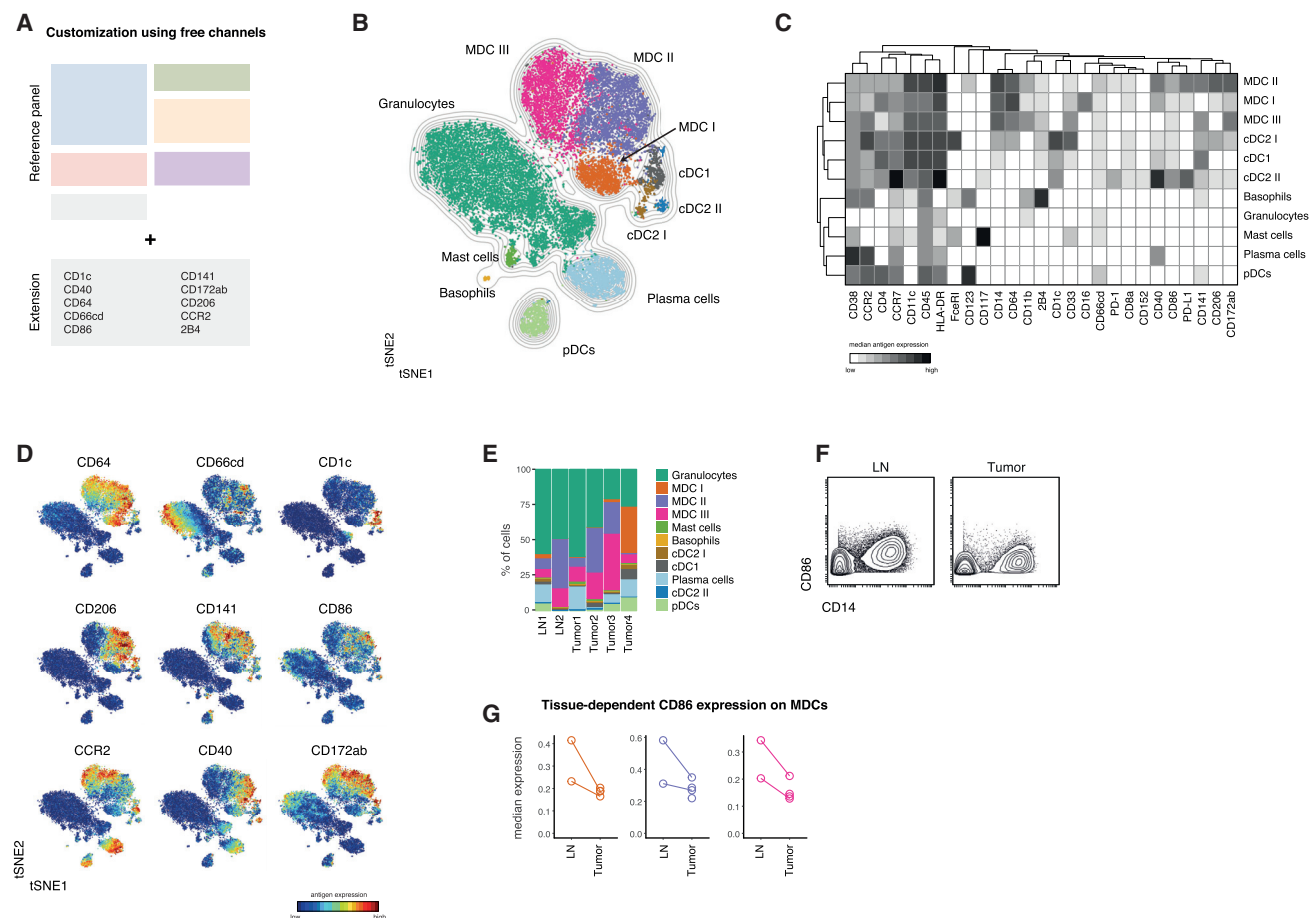 A
Customization using free channels
Reference panel
+
Extension
CD1c
CD40
CD64
CD66cd
CD86
CD141
CD172ab
CD206
CCR2
2B4
B
MDC III
MDC II
Granulocytes
MDC I
cDC1
cDC2 II
cDC2 I
Mast cells
Basophils
Plasma cells
pDCs
tSNE2
tSNE1
C
MDC II
MDC I
MDC III
cDC2 I
cDC1
cDC2 II
Basophils
Granulocytes
Mast cells
Plasma cells
pDCs
CD38
CCR2
CD4
CCR7
CD11c
CD45
HLA-DR
FceRI
CD123
CD117
CD14
CD64
CD11b
2B4
CD1c
CD33
CD16
CD66cd
PD-1
CD8a
CD152
CD40
CD86
PD-L1
CD141
CD206
CD172ab
median antigen expression
low high
D
CD64 CD66cd CD1c
CD206 CD141 CD86
CCR2 CD40 CD172ab
tSNE2
tSNE1
antigen expression
low high
E
% of cells
100
75
50
25
0
LN1
LN2
Tumor1
Tumor2
Tumor3
Tumor4
Granulocytes
MDC I
MDC II
MDC III
Mast cells
Basophils
cDC2 I
cDC1
Plasma cells
cDC2 II
pDCs
F
LN Tumor
CD86
CD14
G
Tissue-dependent CD86 expression on MDCs
median expression
0.4
0.3
0.2
0.1
0.0
LN
Tumor
0.6
0.4
0.2
0.0
LN
Tumor
0.3
0.2
0.1
0.0
LN
Tumor